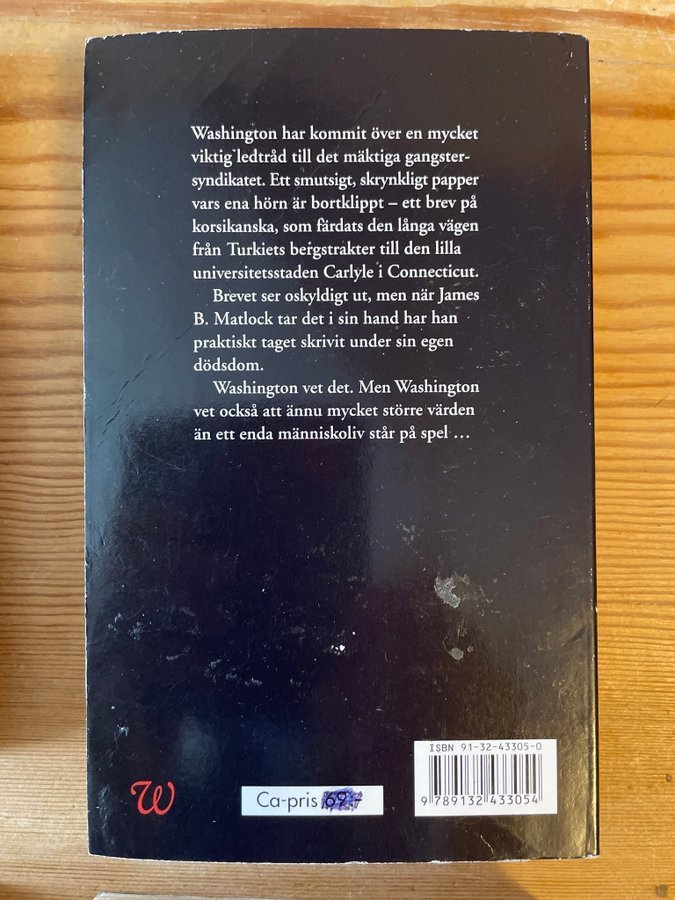 Washington har kommit över en mycket
viktig ledtråd till det mäktiga gangster-
syndikatet. Ett smutsigt, skrynkligt papper
vars ena hörn är bortklippt – ett brev på
korsikanska, som färdats den långa vägen
från Turkiets bergstrakter till den lilla
universitetsstaden Carlyle i Connecticut.
Brevet ser oskyldigt ut, men när James
B. Matlock tar det i sin hand har han
praktiskt taget skrivit under sin egen
dödsdom.
Washington vet det. Men Washington
vet också att ännu mycket större värden
än ett enda människoliv står på spel ...
ISBN 91-32-43305-0
9 789132 433054
W
Ca-pris 69:-